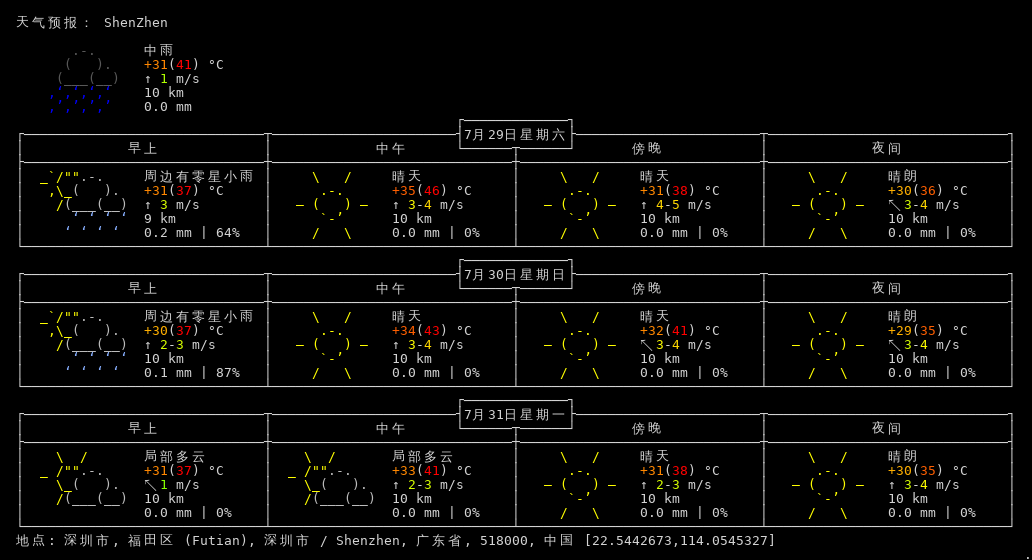 天气预报： ShenZhen
中雨
+31(41) °C
↑ 1 m/s
10 km
0.0 mm
7月29日星期六
早上 中午 傍晚 夜间
周边有零星小雨 晴天 晴天 晴朗
+31(37) °C +35(46) °C +31(38) °C +30(36) °C
↑ 3 m/s ↑ 3-4 m/s ↑ 4-5 m/s ↖ 3-4 m/s
9 km 10 km 10 km 10 km
0.2 mm | 64% 0.0 mm | 0% 0.0 mm | 0% 0.0 mm | 0%
7月30日星期日
早上 中午 傍晚 夜间
周边有零星小雨 晴天 晴天 晴朗
+30(37) °C +34(43) °C +32(41) °C +29(35) °C
↑ 2-3 m/s ↑ 3-4 m/s ↖ 3-4 m/s ↖ 3-4 m/s
10 km 10 km 10 km 10 km
0.1 mm | 87% 0.0 mm | 0% 0.0 mm | 0% 0.0 mm | 0%
7月31日星期一
早上 中午 傍晚 夜间
局部多云 局部多云 晴天 晴朗
+31(37) °C +33(41) °C +31(38) °C +30(35) °C
↖ 1 m/s ↑ 2-3 m/s ↑ 2-3 m/s ↑ 3-4 m/s
10 km 10 km 10 km 10 km
0.0 mm | 0% 0.0 mm | 0% 0.0 mm | 0% 0.0 mm | 0%
地点: 深圳市, 福田区 (Futian), 深圳市 / Shenzhen, 广东省, 518000, 中国 [22.5442673,114.0545327]